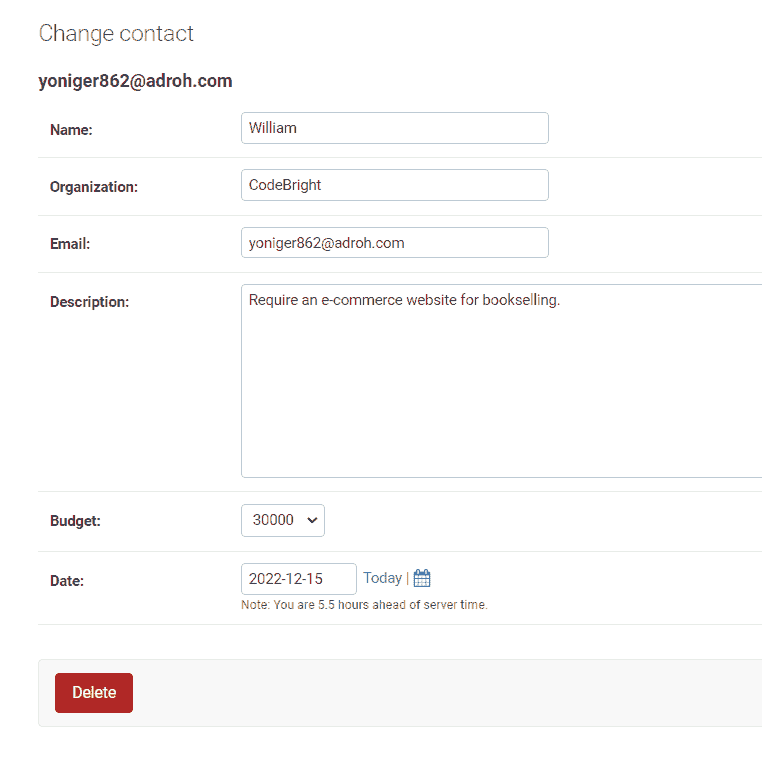 Change contact
yoniger862@adroh.com
Name: William
Organization: CodeBright
Email: yoniger862@adroh.com
Description: Require an e-commerce website for bookselling.
Budget: 30000
Date: 2022-12-15 Today |
Note: You are 5.5 hours ahead of server time.
Delete